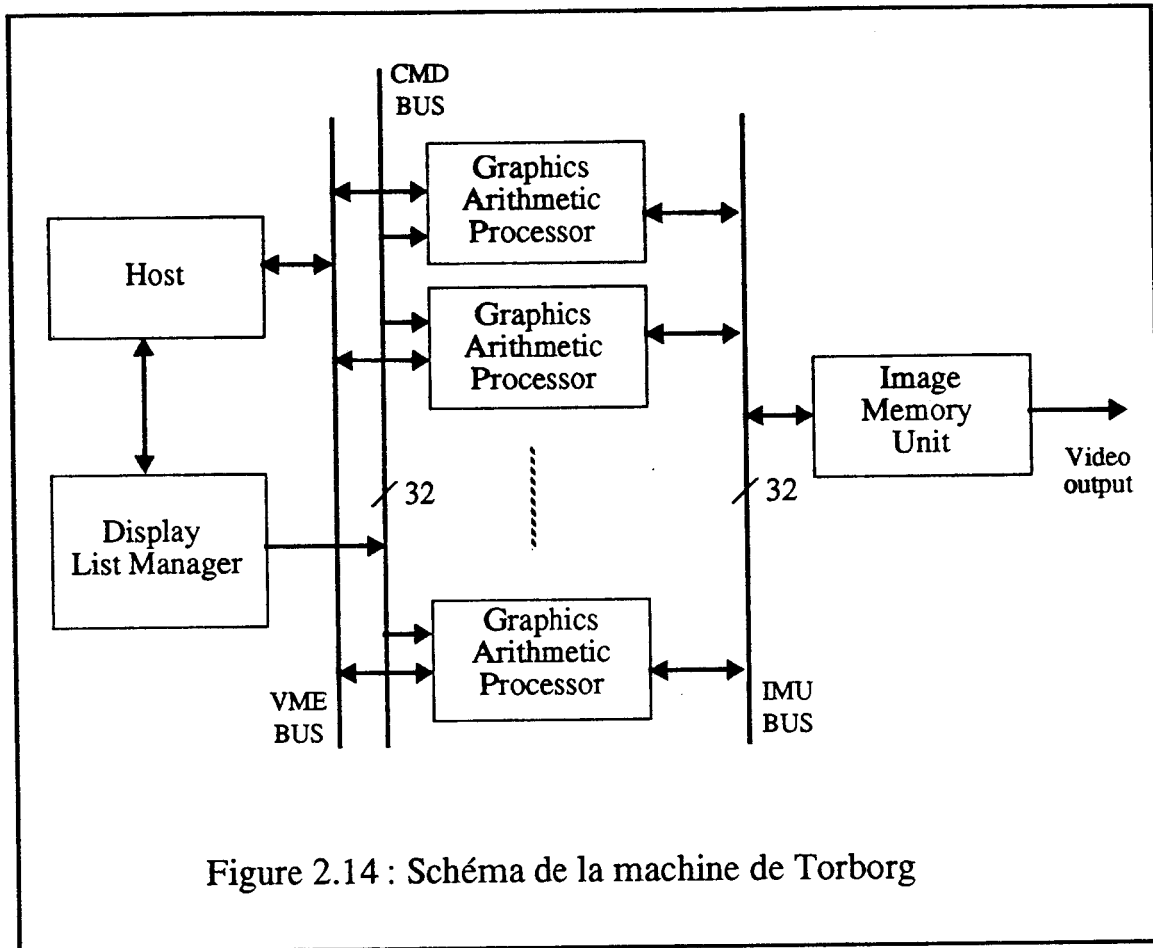 CMD
BUS
Graphics
Arithmetic
Processor
Host
Graphics
Arithmetic
Processor
Image
Memory
Unit
Video
output
32
32
Display
List Manager
Graphics
Arithmetic
Processor
VME
BUS
IMU
BUS
Figure 2.14 : Schéma de la machine de Torborg